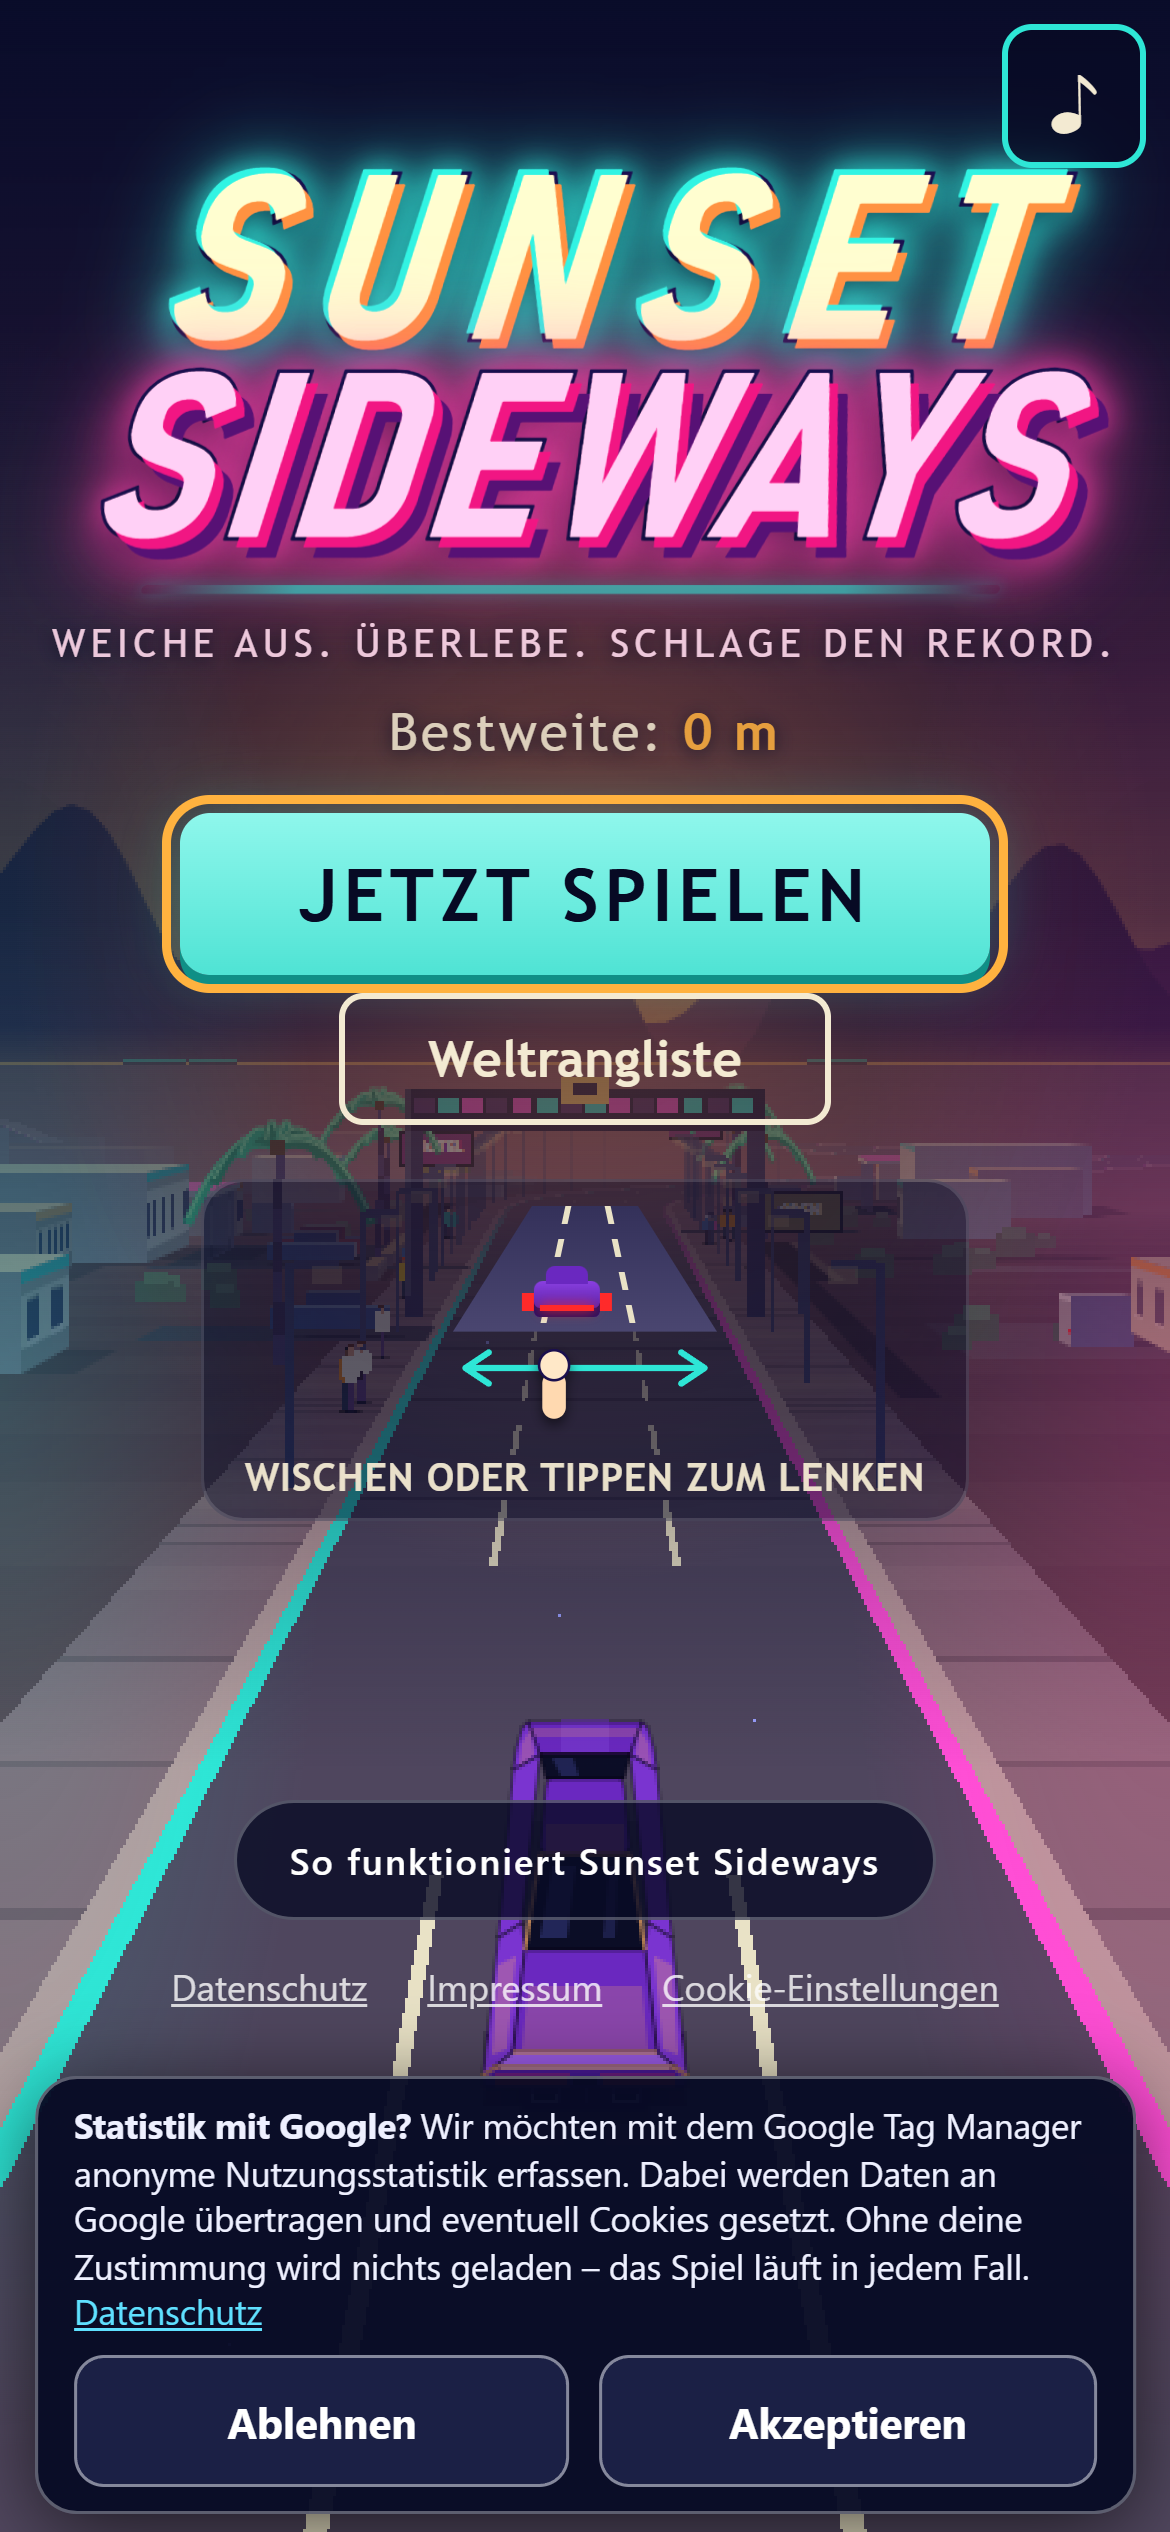 SUNSET
SIDEWAYS
WEICHE AUS. ÜBERLEBE. SCHLAGE DEN REKORD.
Bestweite: 0 m
JETZT SPIELEN
Weltrangliste
WISCHEN ODER TIPPEN ZUM LENKEN
So funktioniert Sunset Sideways
Datenschutz Impressum Cookie-Einstellungen
Statistik mit Google? Wir möchten mit dem Google Tag Manager
anonyme Nutzungsstatistik erfassen. Dabei werden Daten an
Google übertragen und eventuell Cookies gesetzt. Ohne deine
Zustimmung wird nichts geladen – das Spiel läuft in jedem Fall.
Datenschutz
Ablehnen Akzeptieren